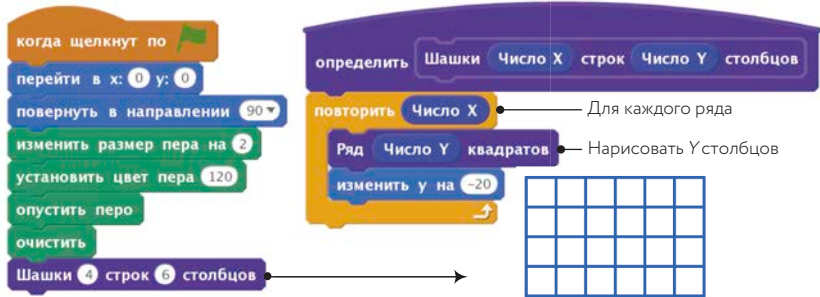 когда щелкнут по
перейти в x: 0 y: 0
повернуть в направлении 90
изменить размер пера на 2
установить цвет пера 120
опустить перо
очистить
Шашки 4 строк 6 столбцов
определить Шашки Число X строк Число Y столбцов
повторить Число X
Для каждого ряда
Ряд Число Y квадратов
Нарисовать Y столбцов
изменить y на -20